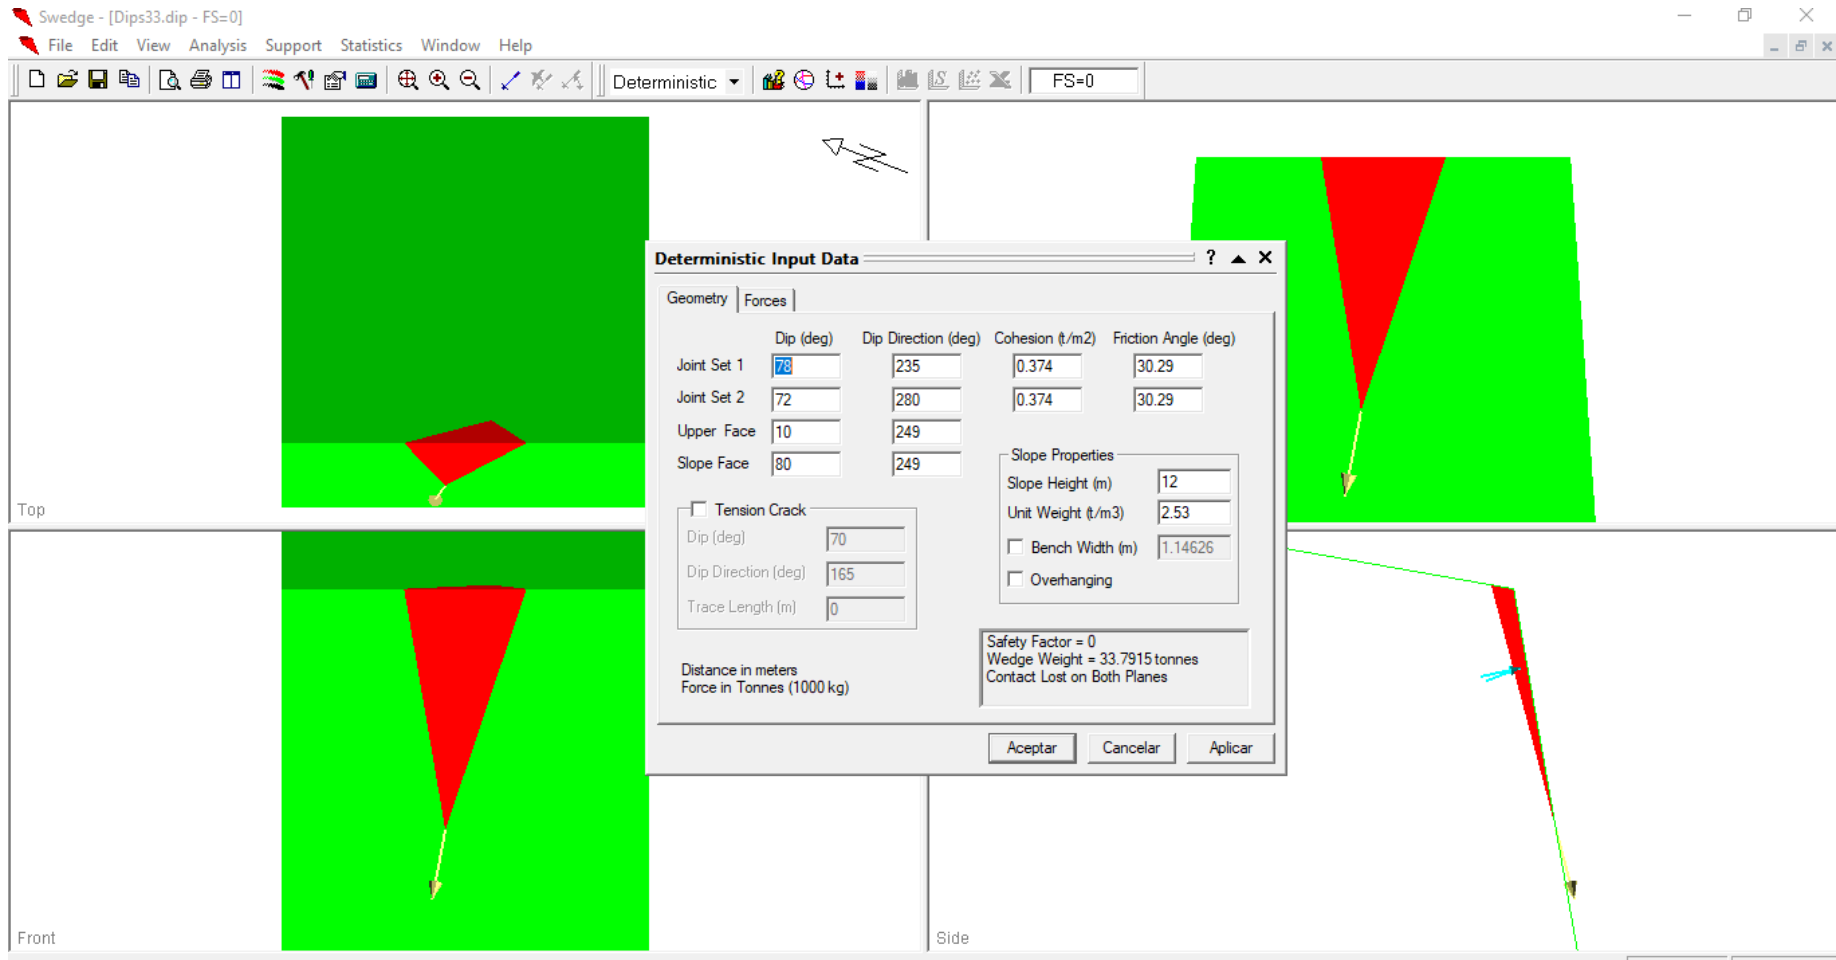 Swedge - [Dips33.dip - FS=0]
File Edit View Analysis Support Statistics Window Help
Deterministic FS=0
Top
Front
Side
Deterministic Input Data
Geometry Forces
Dip (deg) Dip Direction (deg) Cohesion (t/m2) Friction Angle (deg)
Joint Set 1 78 235 0.374 30.29
Joint Set 2 72 280 0.374 30.29
Upper Face 10 249
Slope Face 80 249
Tension Crack
Dip (deg) 70
Dip Direction (deg) 165
Trace Length (m) 0
Slope Properties
Slope Height (m) 12
Unit Weight (t/m3) 2.53
Bench Width (m) 1.14626
Overhanging
Distance in meters
Force in Tonnes (1000 kg)
Safety Factor = 0
Wedge Weight = 33.7915 tonnes
Contact Lost on Both Planes
Aceptar Cancelar Aplicar